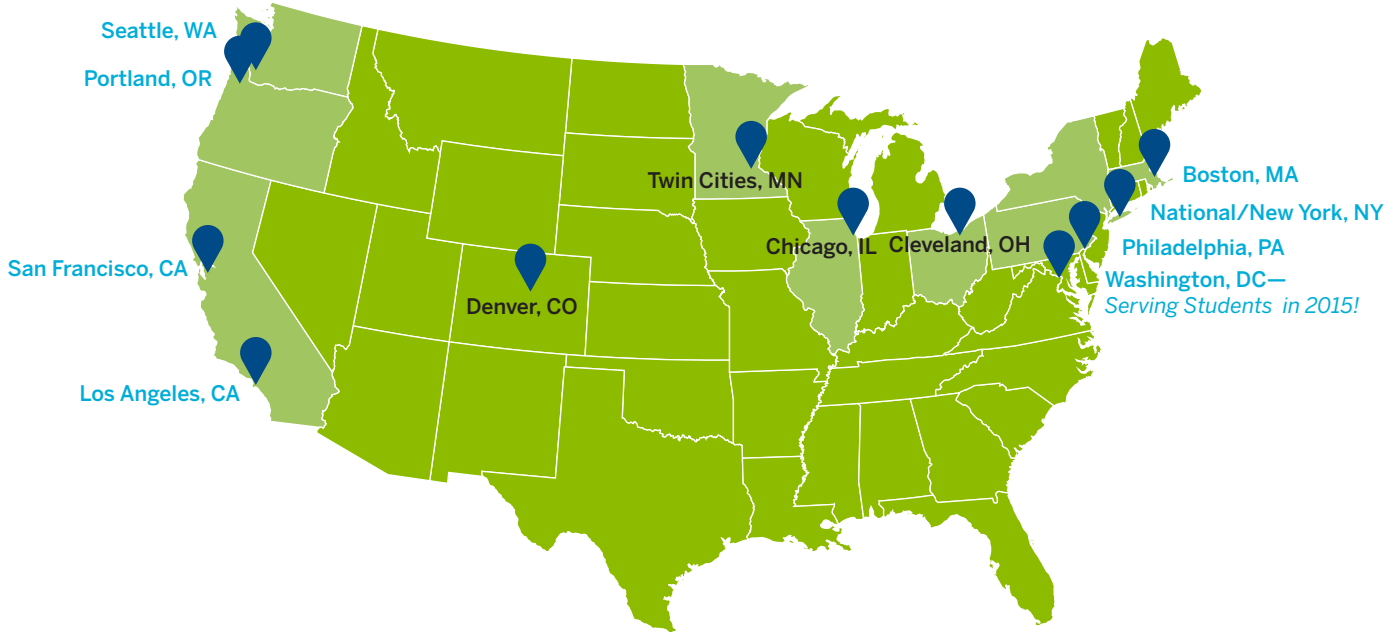 Seattle, WA
Portland, OR
Twin Cities, MN
Boston, MA
National/New York, NY
Chicago, IL
Cleveland, OH
Philadelphia, PA
San Francisco, CA
Washington, DC—
Serving Students in 2015!
Denver, CO
Los Angeles, CA